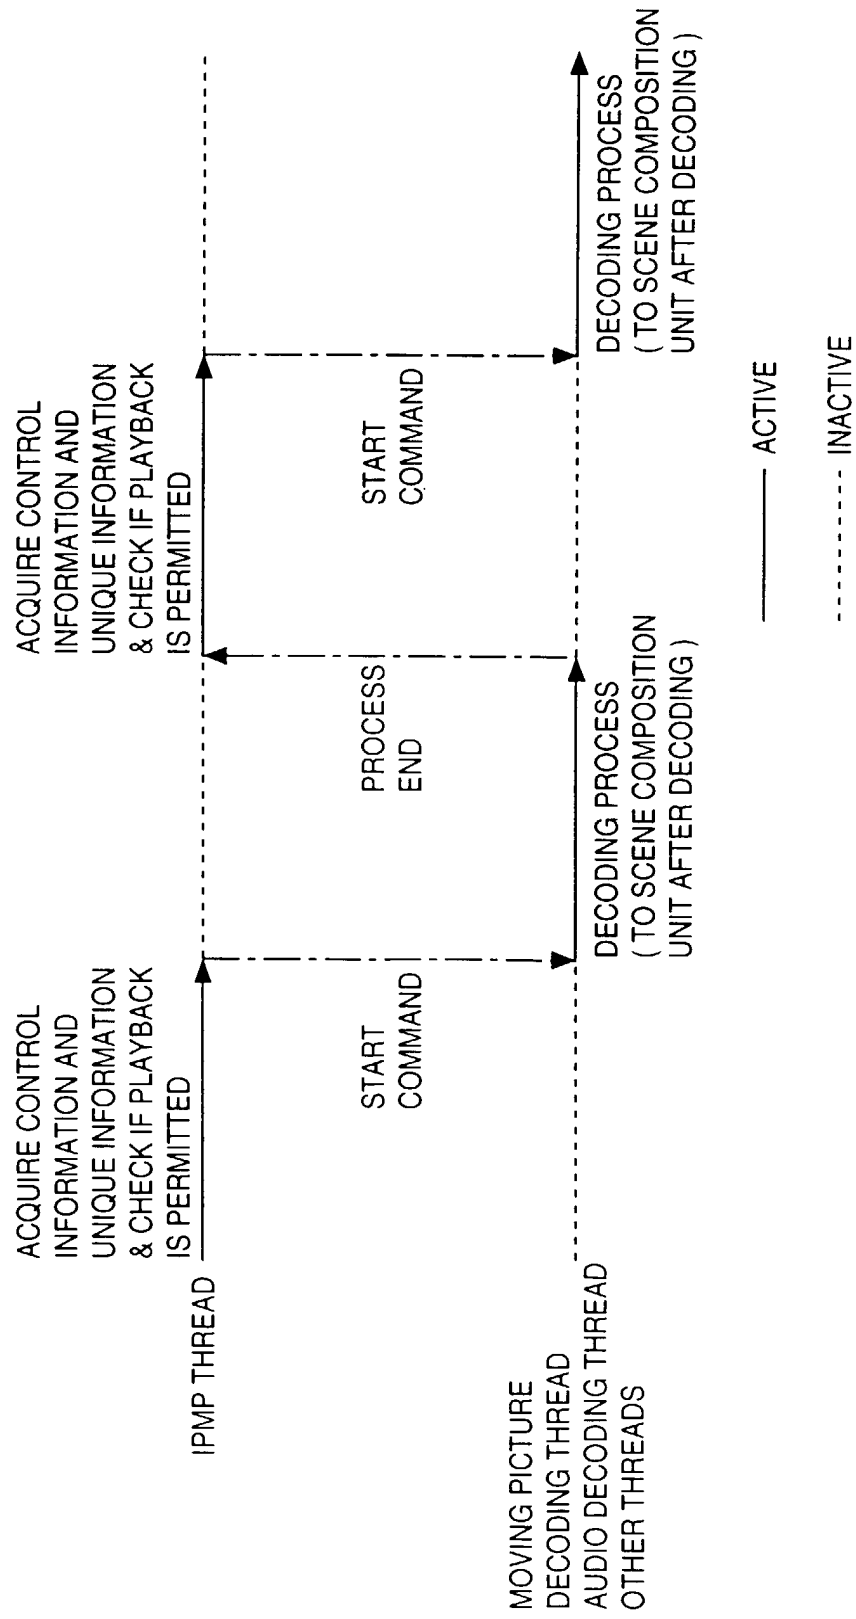 ACQUIRE CONTROL
INFORMATION AND
UNIQUE INFORMATION
& CHECK IF PLAYBACK
IS PERMITTED
ACQUIRE CONTROL
INFORMATION AND
UNIQUE INFORMATION
& CHECK IF PLAYBACK
IS PERMITTED
IPMP THREAD
START
COMMAND
PROCESS
END
START
COMMAND
MOVING PICTURE
DECODING THREAD
AUDIO DECODING THREAD
OTHER THREADS
DECODING PROCESS
( TO SCENE COMPOSITION
UNIT AFTER DECODING )
DECODING PROCESS
( TO SCENE COMPOSITION
UNIT AFTER DECODING )
ACTIVE
INACTIVE